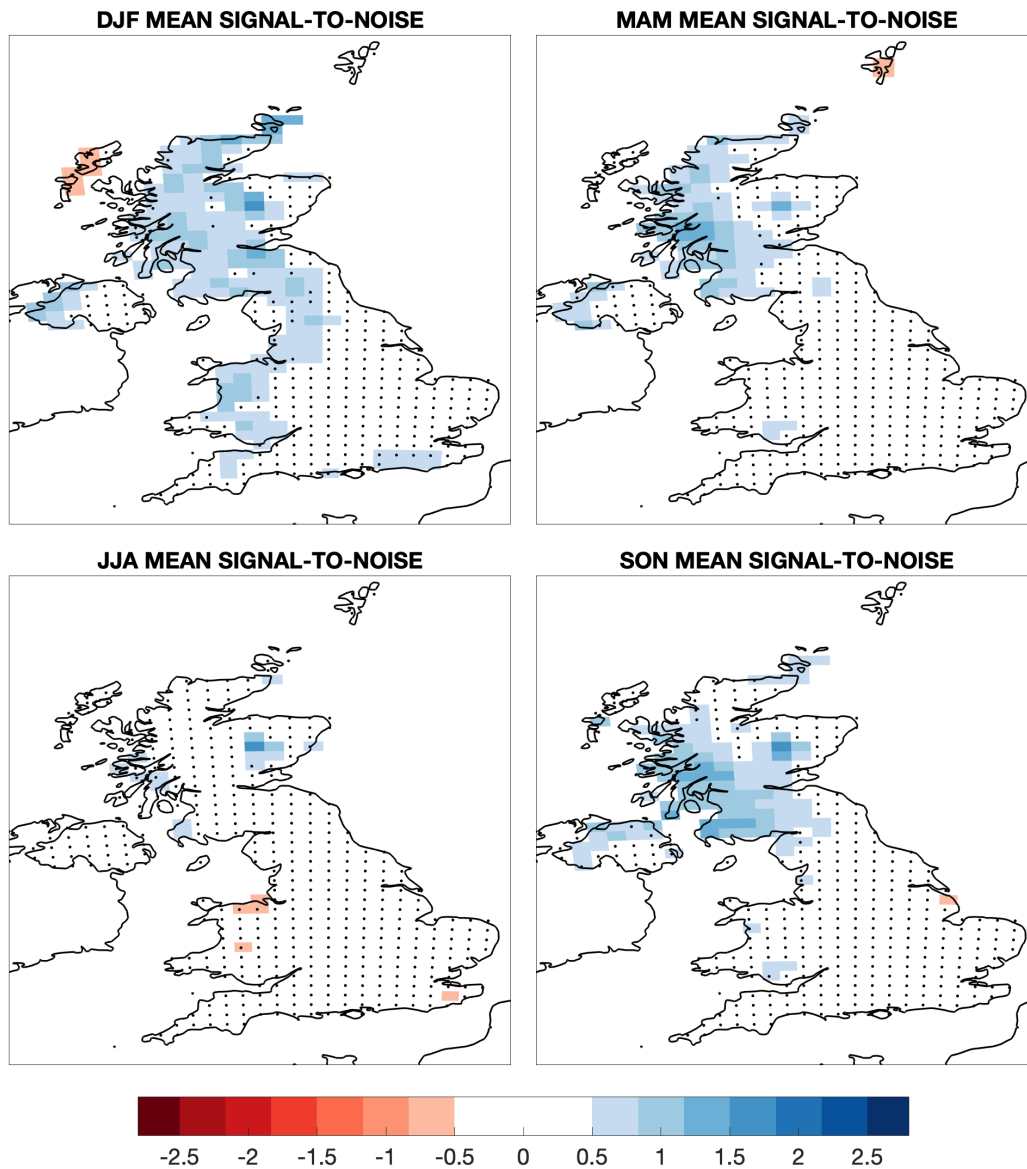 DJF MEAN SIGNAL-TO-NOISE
MAM MEAN SIGNAL-TO-NOISE
JJA MEAN SIGNAL-TO-NOISE
SON MEAN SIGNAL-TO-NOISE
-2.5 -2 -1.5 -1 -0.5 0 0.5 1 1.5 2 2.5